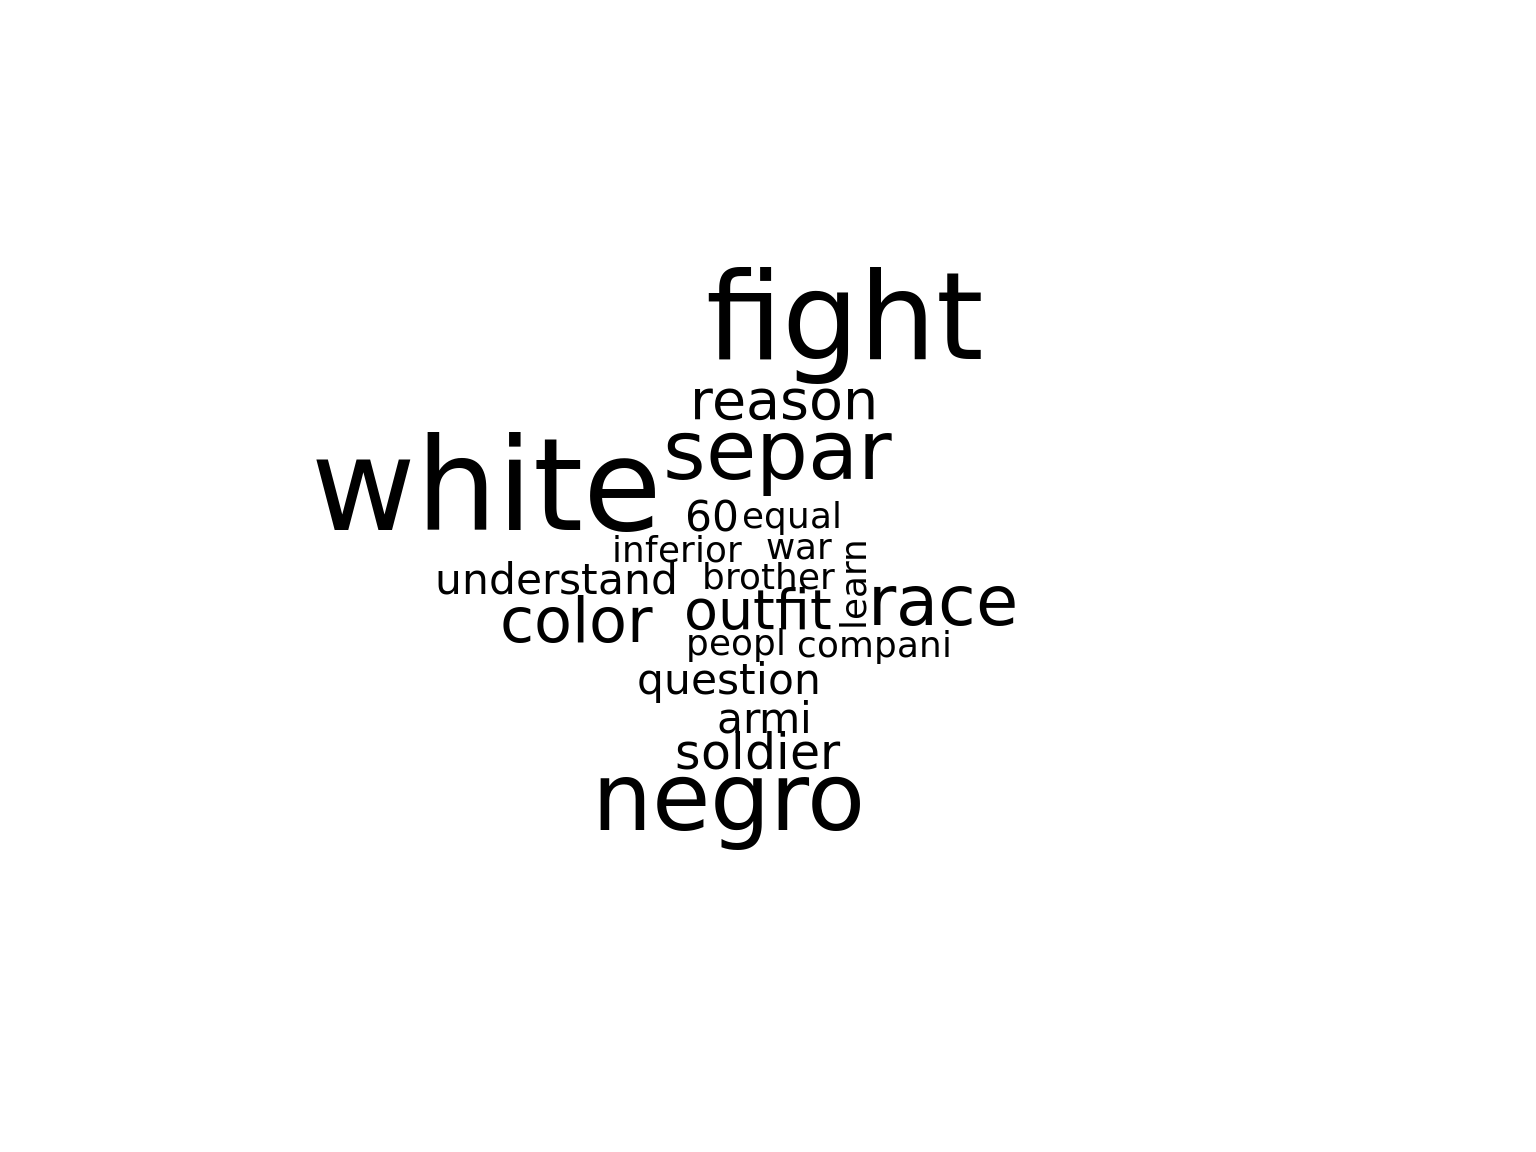 fight
reason
white separ
60 equal
inferior war
learn
understand brother
color outfit race
peopl compani
question
armi
soldier
negro